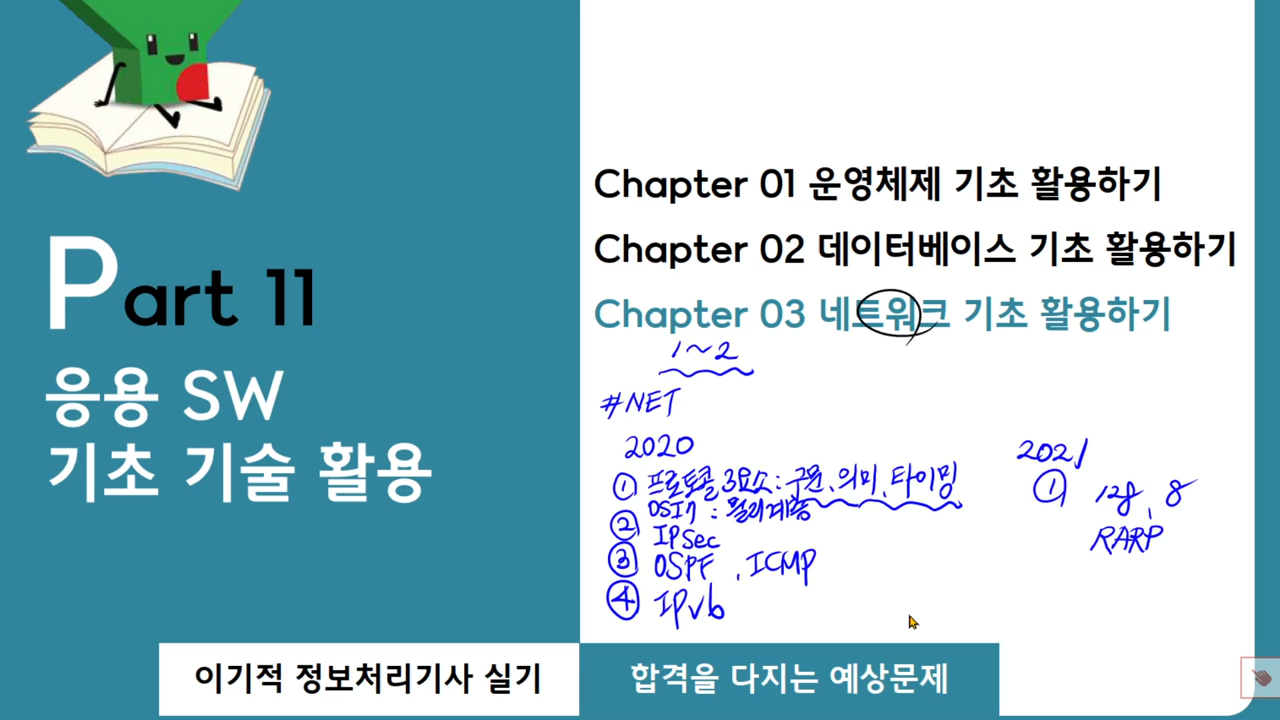 Part 11
응용 SW
기초 기술 활용
Chapter 01 운영체제 기초 활용하기
Chapter 02 데이터베이스 기초 활용하기
Chapter 03 네트워크 기초 활용하기
1~2
#NET
2020
① 프로토콜 3요소 : 구문, 의미, 타이밍
OSI 7 : 물리계층
② IPSec
③ OSPF, ICMP
④ IPv6
2021
① 128, 8
RARP
이기적 정보처리기사 실기
합격을 다지는 예상문제